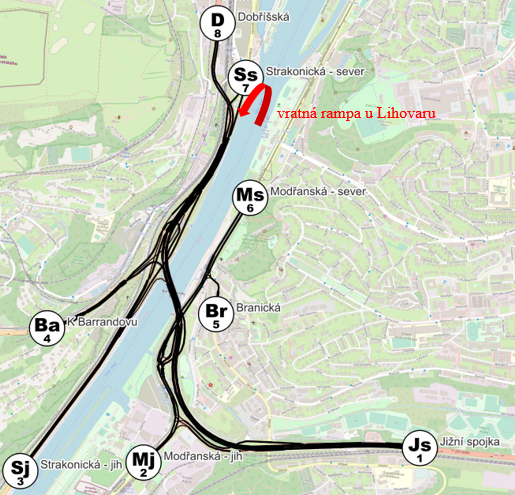 D
8
Dobříšská
Ss
7
Strakonická - sever
vratná rampa u Lihovaru
Ms
6
Modřanská - sever
Br
5
Branická
Ba
4
K Barrandovu
Js
1
Jižní spojka
Mj
2
Modřanská - jih
Sj
3
Strakonická - jih